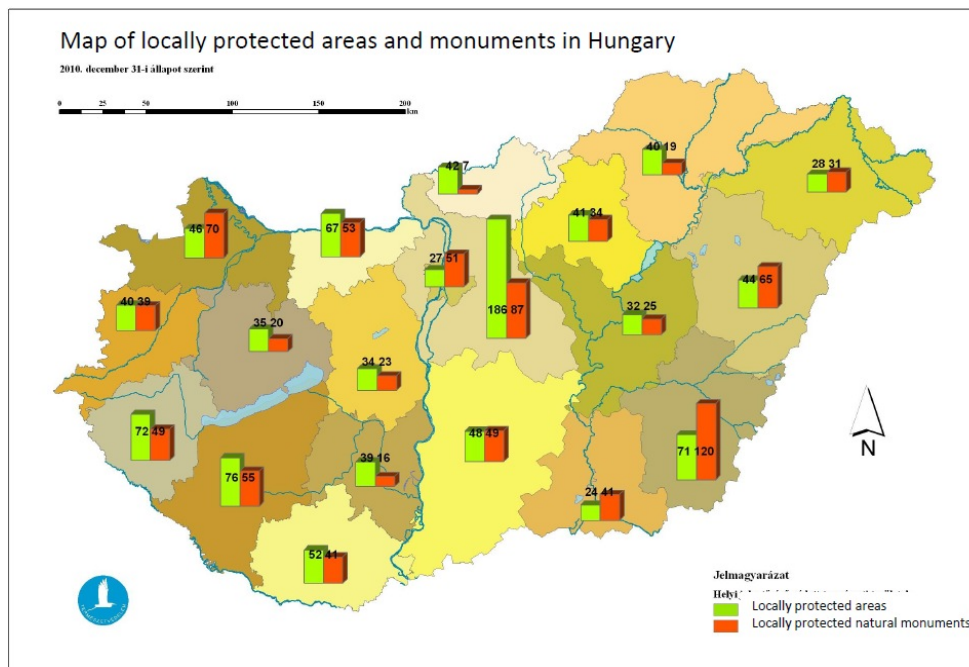 Map of locally protected areas and monuments in Hungary
2010. december 31-i állapot szerint
0 25 50 100 150 200
km
40 19
42 7
28 31
41 34
46 70
67 53
27 51
186 87
44 65
40 39
35 20
32 25
34 23
72 49
48 49
71 120
76 55
39 16
24 41
52 41
N
Jelmagyarázat
Helyi
Locally protected areas
Locally protected natural monuments